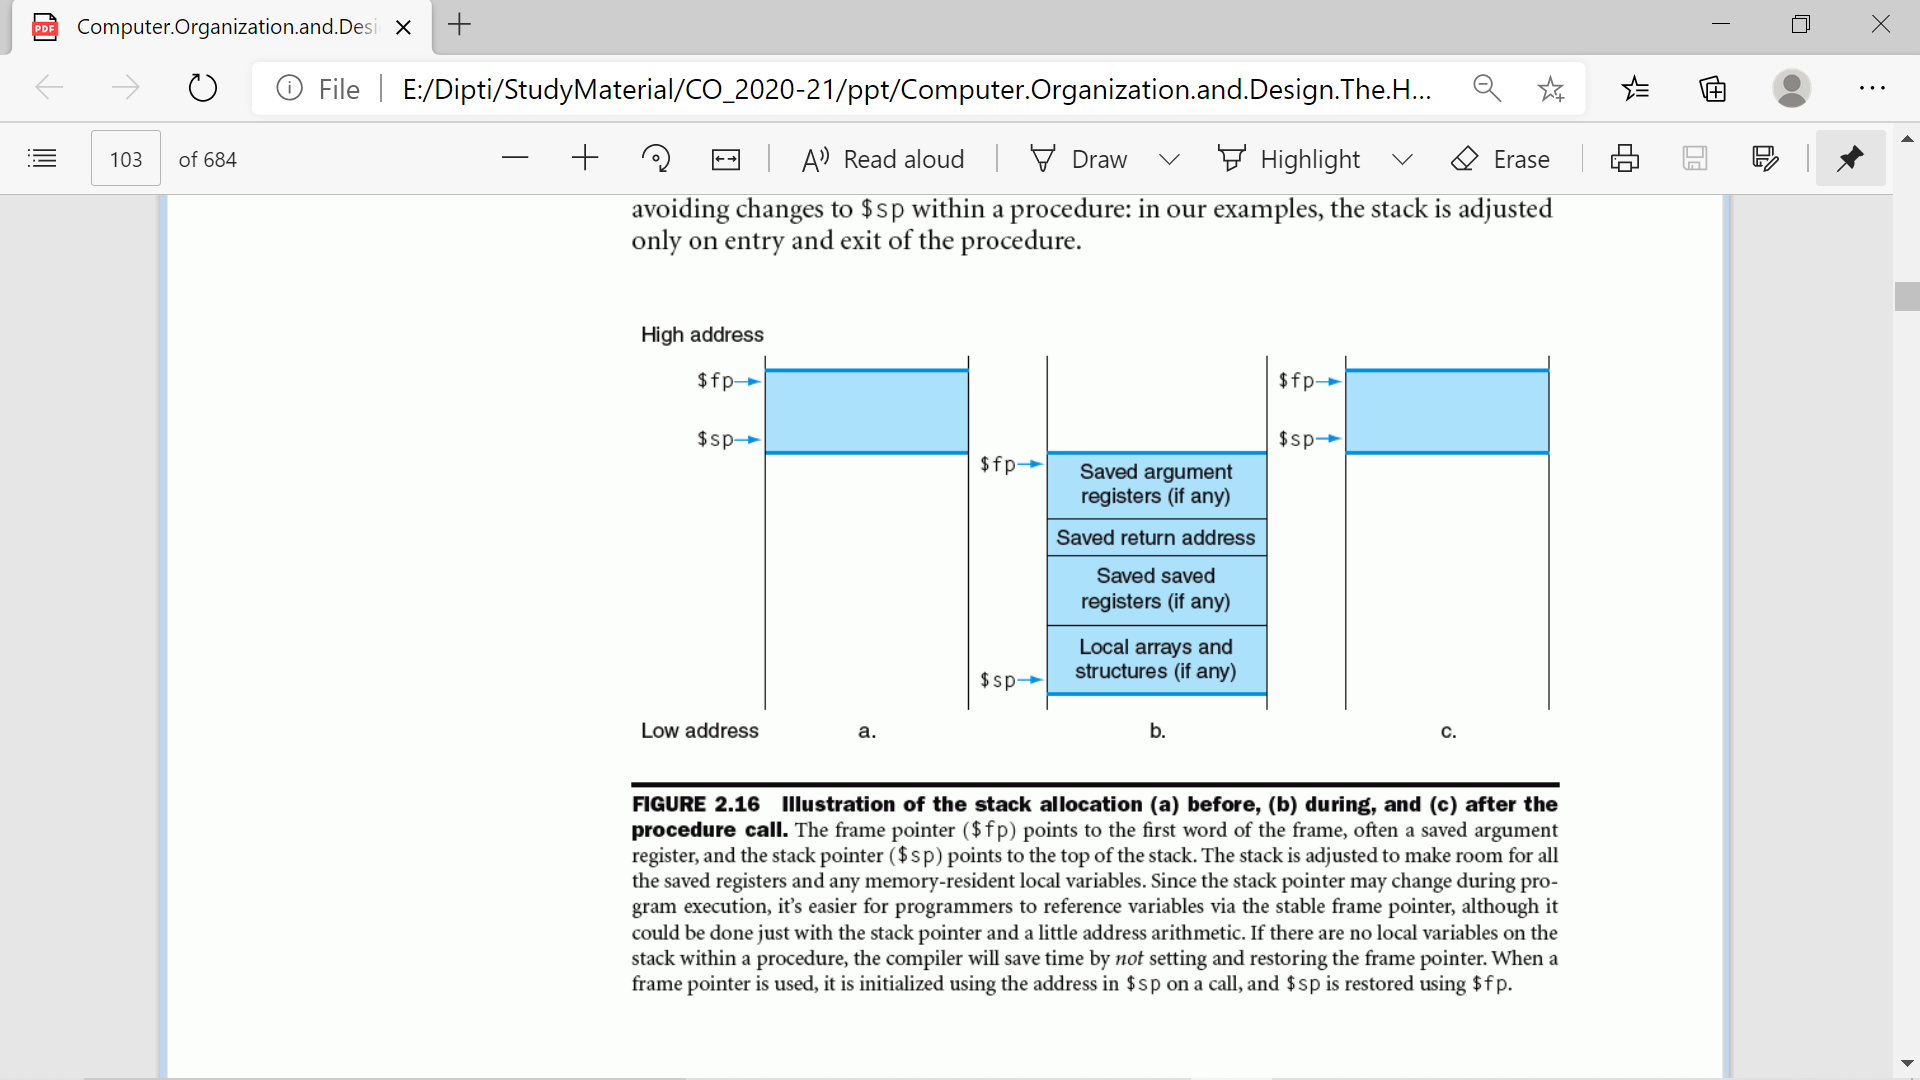 Computer.Organization.and.Desi
File
E:/Dipti/StudyMaterial/CO_2020-21/ppt/Computer.Organization.and.Design.The.H...
103 of 684
Read aloud
Draw
Highlight
Erase
avoiding changes to $sp within a procedure: in our examples, the stack is adjusted
only on entry and exit of the procedure.
High address
$fp
$sp
$fp
Saved argument
registers (if any)
Saved return address
Saved saved
registers (if any)
Local arrays and
structures (if any)
$sp
$fp
$sp
Low address
a.
b.
c.
FIGURE 2.16 Illustration of the stack allocation (a) before, (b) during, and (c) after the
procedure call. The frame pointer ($fp) points to the first word of the frame, often a saved argument
register, and the stack pointer ($sp) points to the top of the stack. The stack is adjusted to make room for all
the saved registers and any memory-resident local variables. Since the stack pointer may change during pro-
gram execution, it's easier for programmers to reference variables via the stable frame pointer, although it
could be done just with the stack pointer and a little address arithmetic. If there are no local variables on the
stack within a procedure, the compiler will save time by not setting and restoring the frame pointer. When a
frame pointer is used, it is initialized using the address in $sp on a call, and $sp is restored using $fp.